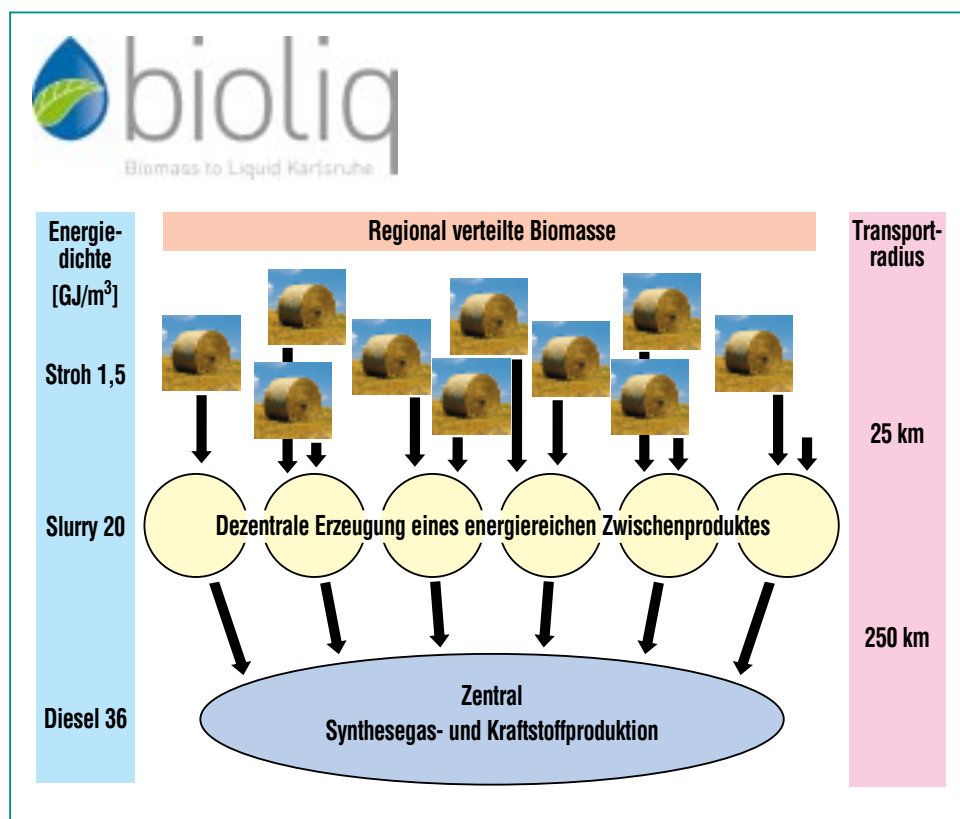 bioliq
Biomass to Liquid Karlsruhe
Energie-
dichte
[GJ/m³]
Regional verteilte Biomasse
Transport-
radius
Stroh 1,5
25 km
Slurry 20
Dezentrale Erzeugung eines energiereichen Zwischenproduktes
250 km
Diesel 36
Zentral
Synthesegas- und Kraftstoffproduktion